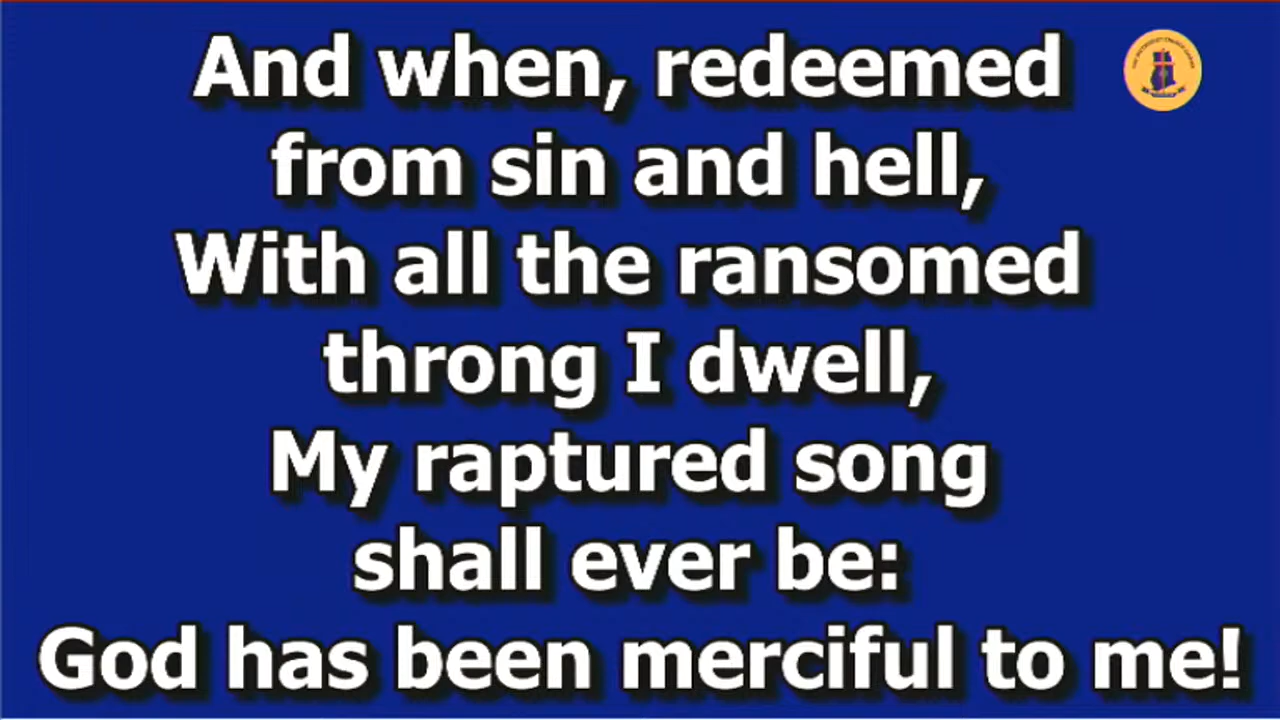 And when, redeemed
from sin and hell,
With all the ransomed
throng I dwell,
My raptured song
shall ever be:
God has been merciful to me!